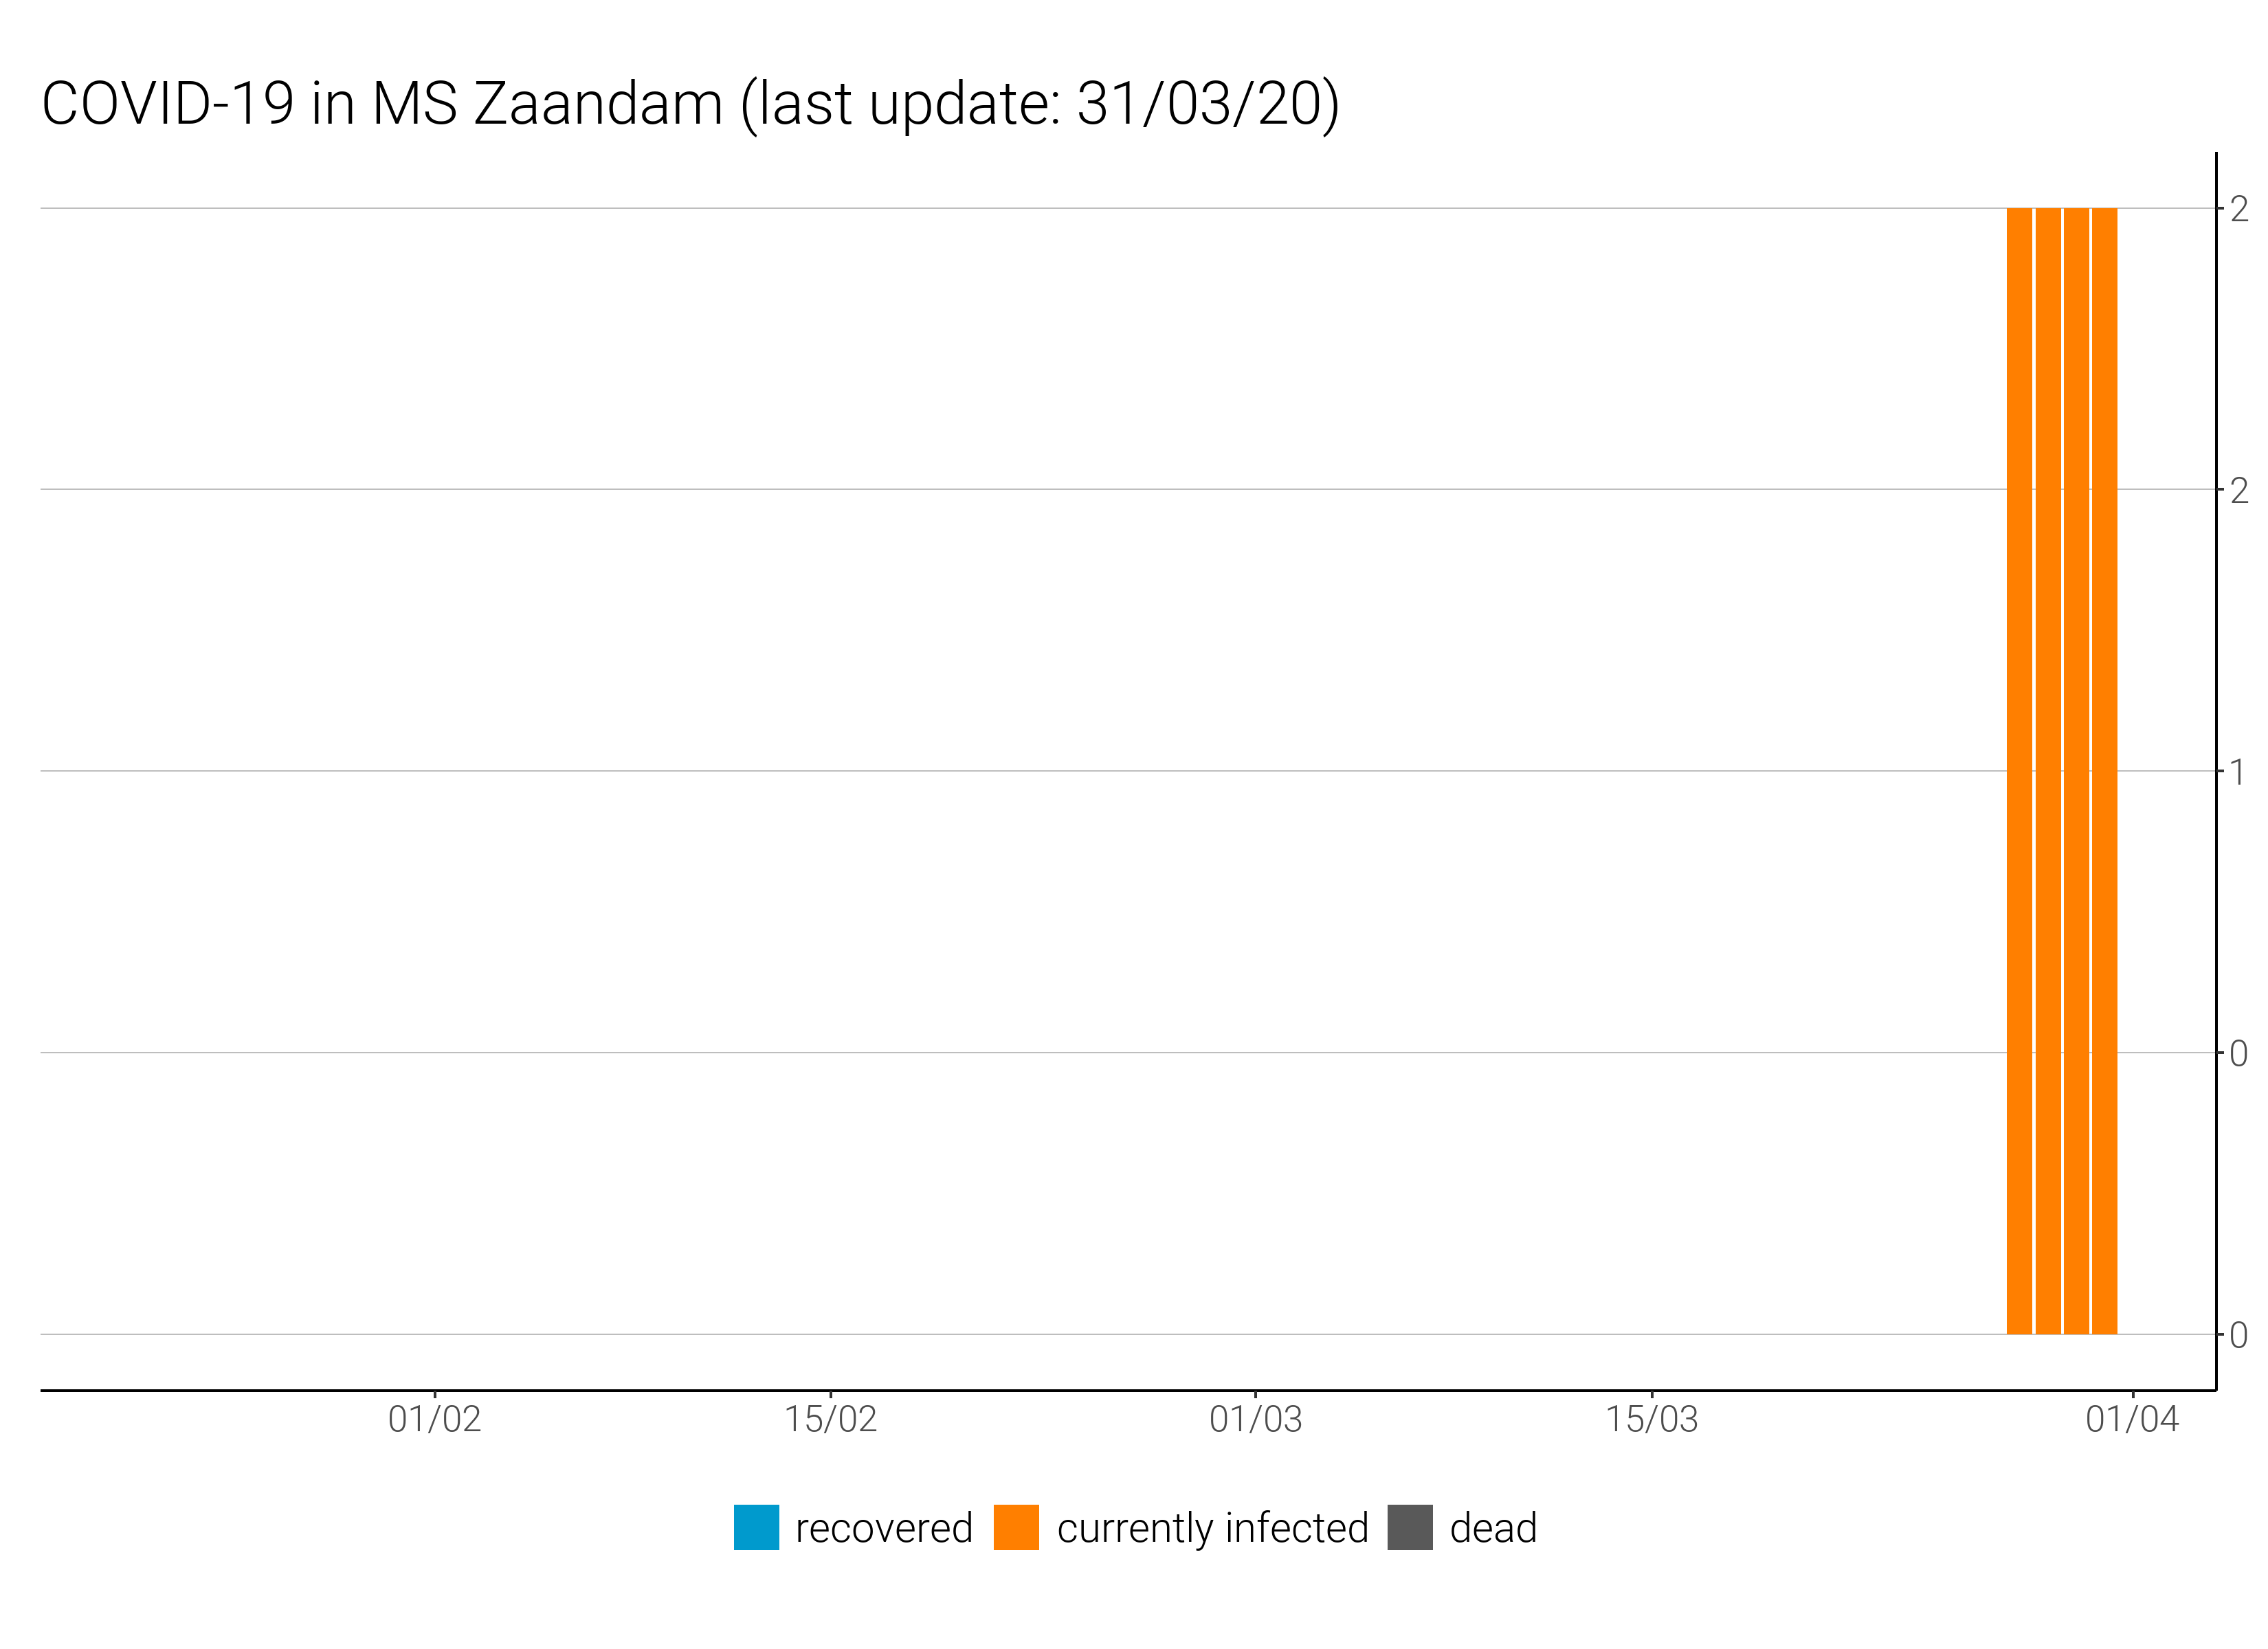 COVID-19 in MS Zaandam (last update: 31/03/20)
2
2
1
0
0
01/02 15/02 01/03 15/03 01/04
recovered currently infected dead